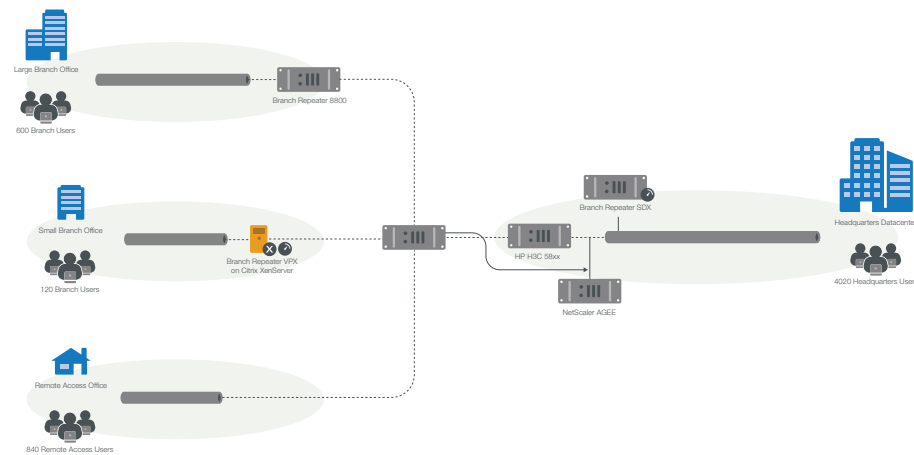 Large Branch Office
Branch Repeater 8800
600 Branch Users
Branch Repeater SDX
Headquarters Datacenter
Small Branch Office
HP H3C 58xx
Branch Repeater VPX
on Citrix XenServer
X
120 Branch Users
4020 Headquarters User
NetScaler AGEE
Remote Access Office
840 Remote Access Users